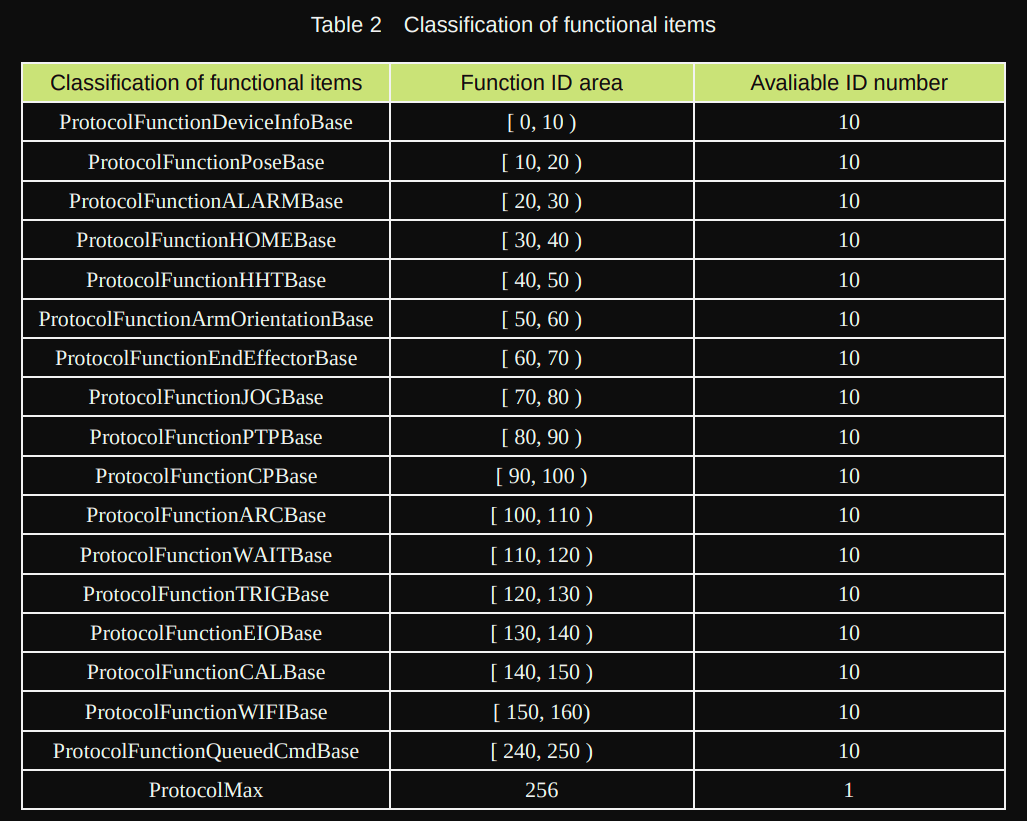 Table 2 Classification of functional items
Classification of functional items Function ID area Avaliable ID number
ProtocolFunctionDeviceInfoBase [ 0, 10 ) 10
ProtocolFunctionPoseBase [ 10, 20 ) 10
ProtocolFunctionALARMBase [ 20, 30 ) 10
ProtocolFunctionHOMEBase [ 30, 40 ) 10
ProtocolFunctionHHTBase [ 40, 50 ) 10
ProtocolFunctionArmOrientationBase [ 50, 60 ) 10
ProtocolFunctionEndEffectorBase [ 60, 70 ) 10
ProtocolFunctionJOGBase [ 70, 80 ) 10
ProtocolFunctionPTPBase [ 80, 90 ) 10
ProtocolFunctionCPBase [ 90, 100 ) 10
ProtocolFunctionARCBase [ 100, 110 ) 10
ProtocolFunctionWAITBase [ 110, 120 ) 10
ProtocolFunctionTRIGBase [ 120, 130 ) 10
ProtocolFunctionEIOBase [ 130, 140 ) 10
ProtocolFunctionCALBase [ 140, 150 ) 10
ProtocolFunctionWIFIBase [ 150, 160) 10
ProtocolFunctionQueuedCmdBase [ 240, 250 ) 10
ProtocolMax 256 1